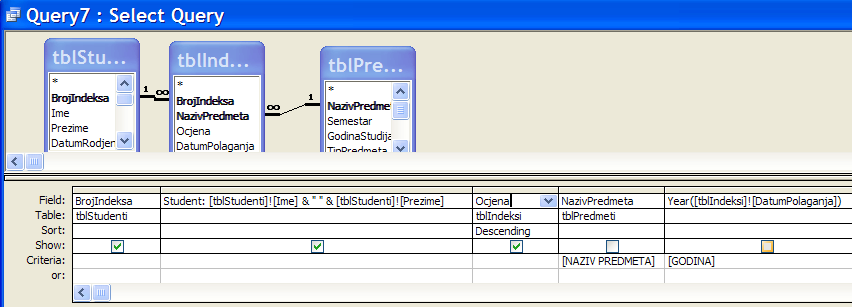 Query7 : Select Query
tblStu...
*
BrojIndeksa
Ime
Prezime
DatumRodjen
1 ∞
tblInd...
*
BrojIndeksa
NazivPredmeta
Ocjena
DatumPolaganja
∞ 1
tblPre...
*
NazivPredme
Semestar
GodinaStudija
TipPredmeta
Field: BrojIndeksa Student: [tblStudenti]![Ime] & " " & [tblStudenti]![Prezime] Ocjena NazivPredmeta Year([tblIndeksi]![DatumPolaganja])
Table: tblStudenti tblIndeksi tblPredmeti
Sort: Descending
Show:
Criteria: [NAZIV PREDMETA] [GODINA]
or: